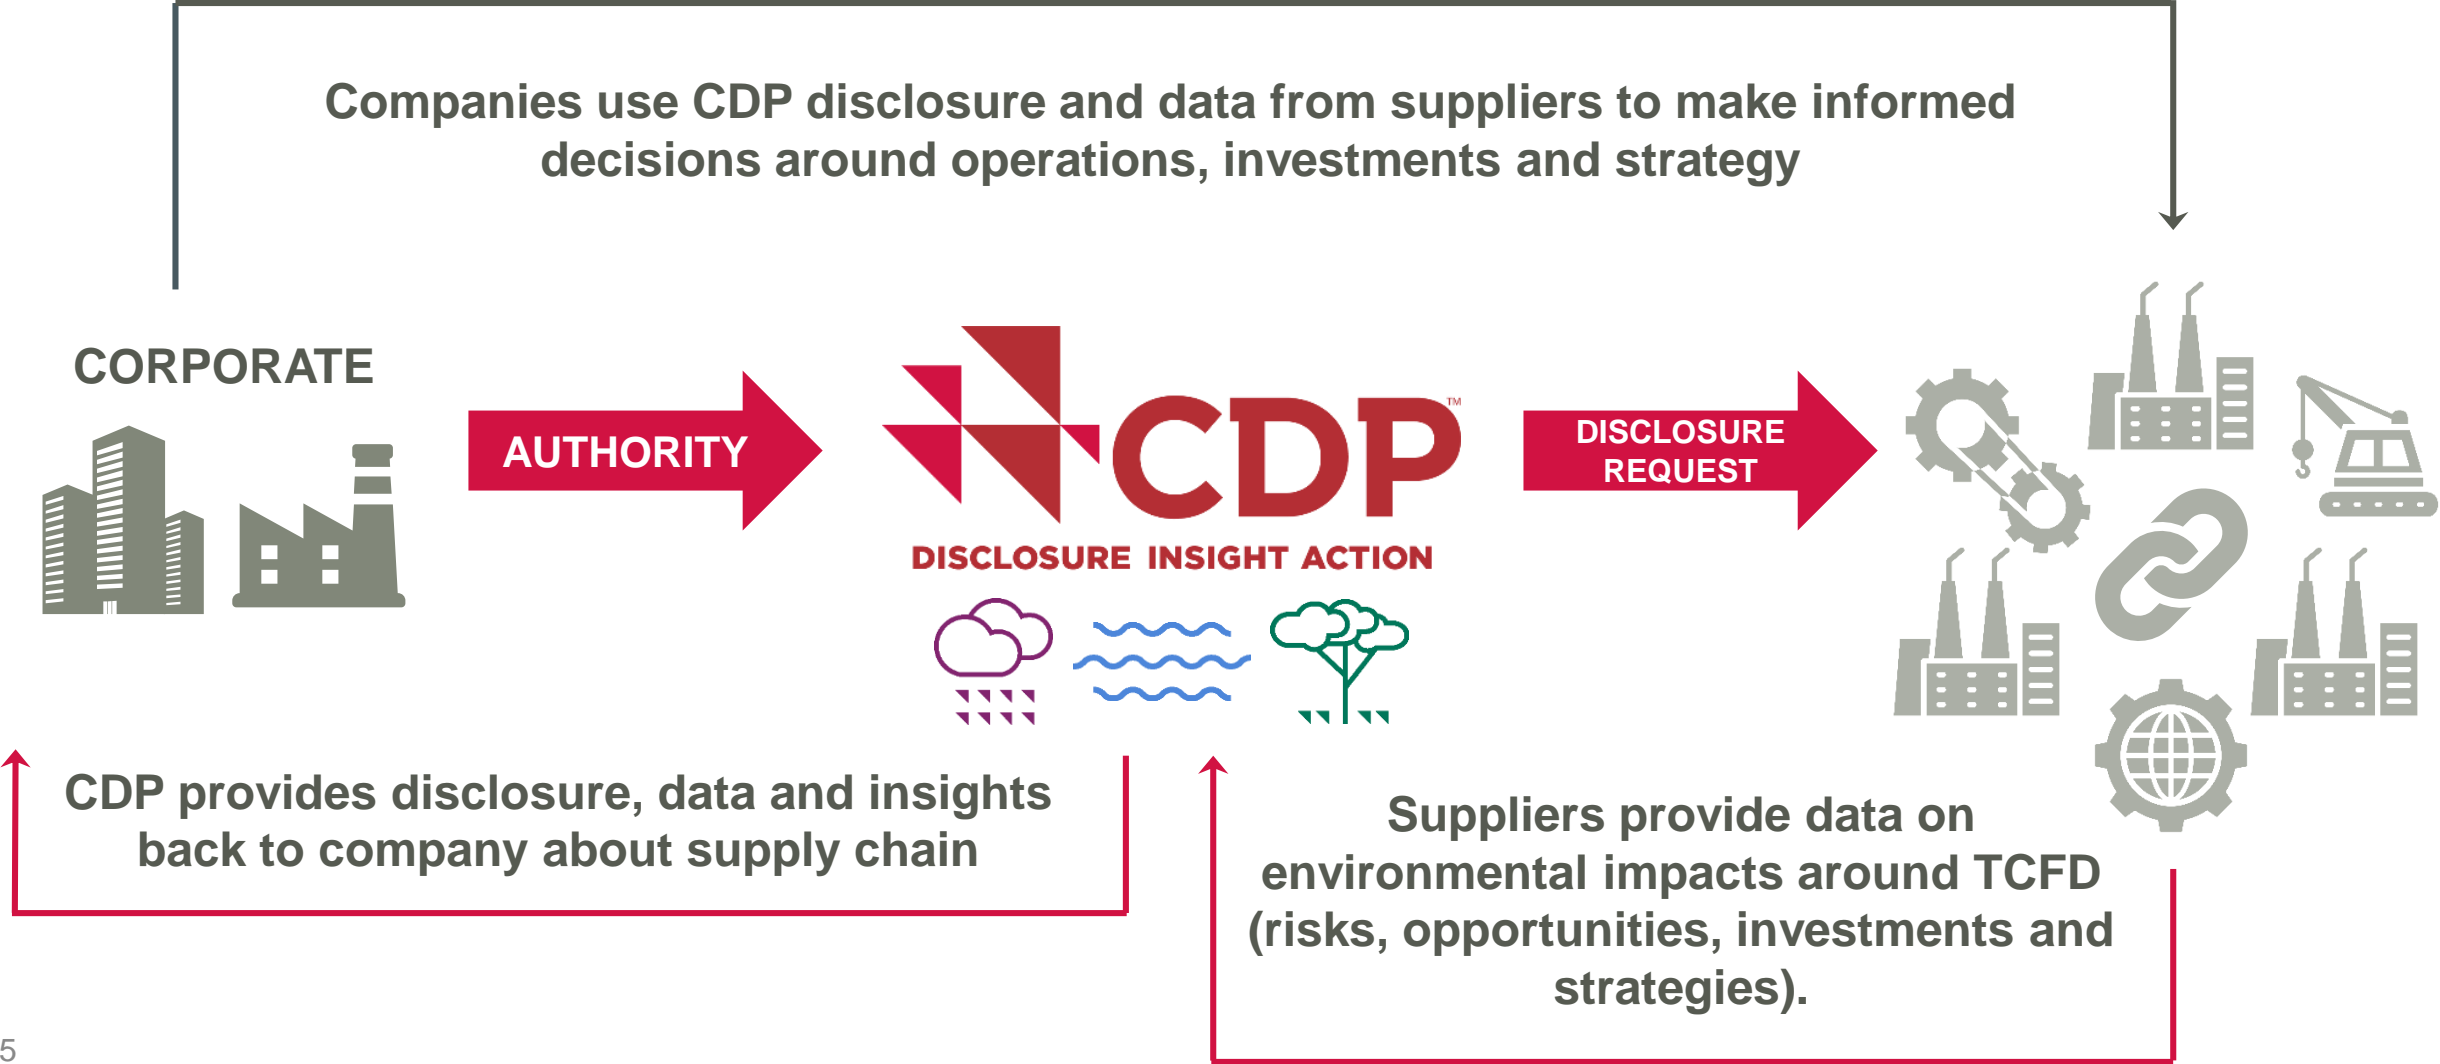 Companies use CDP disclosure and data from suppliers to make informed
decisions around operations, investments and strategy
CORPORATE
AUTHORITY
CDP™
DISCLOSURE INSIGHT ACTION
DISCLOSURE
REQUEST
CDP provides disclosure, data and insights
back to company about supply chain
Suppliers provide data on
environmental impacts around TCFD
(risks, opportunities, investments and
strategies).
5